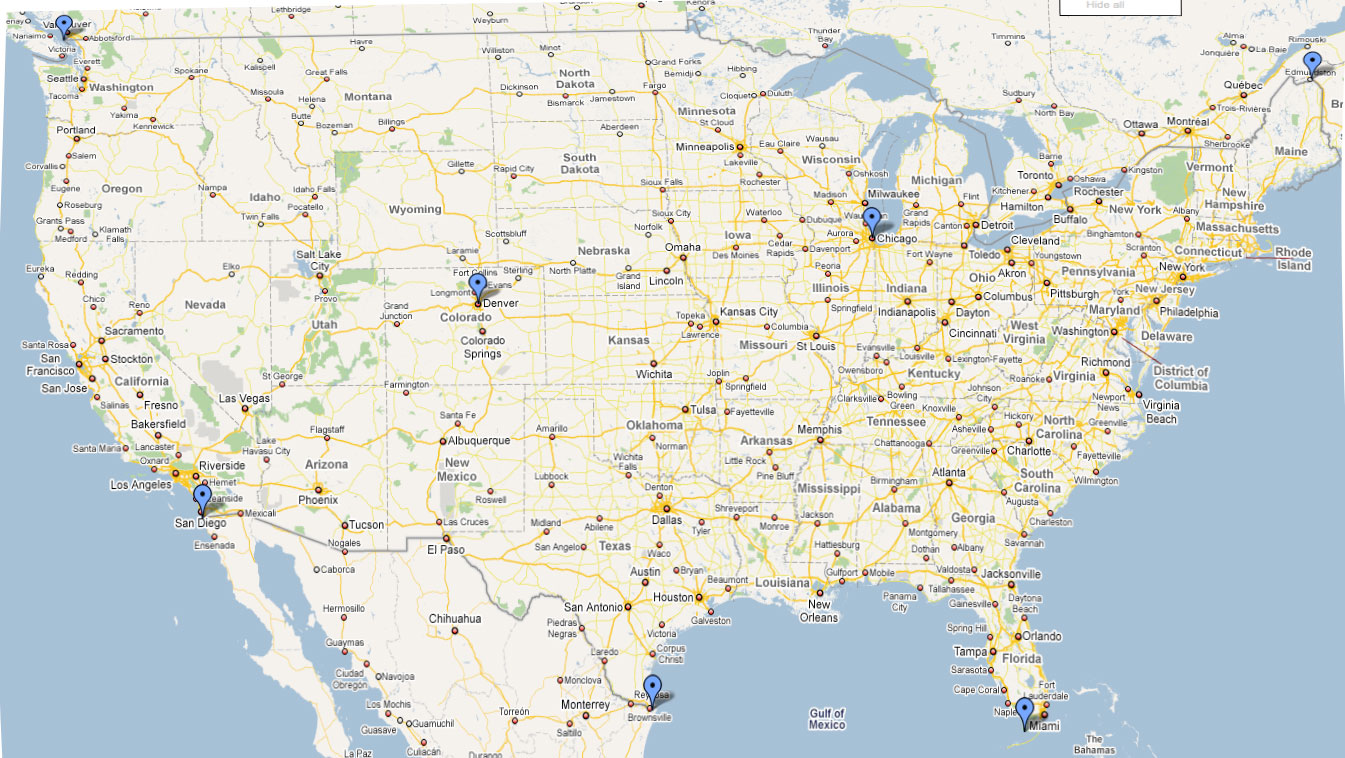 Hide all
Lethbridge
Kenora
Vancouver
Nanaimo
Abbotsford
Victoria
Weyburn
Thunder
Bay
Timmins
Alma
La Baie
Rimouski
Jonquière
Edmundston
Everett
Seattle
Spokane
Kalispell
Havre
Williston
Minot
Grand Forks
Bemidji
Hibbing
Tacoma
Washington
Great Falls
North
Dakota
Dickinson
Jamestown
Fargo
Cloquet
Duluth
Sudbury
North Bay
Québec
Trois-Rivières
Missoula
Helena
Montana
Bismarck
Yakima
Kennewick
Butte
Bozeman
Billings
Aberdeen
Minnesota
St Cloud
Ottawa
Montréal
Sherbrooke
Maine
Portland
Salem
Minneapolis
Eau Claire
Wausau
Lakeville
Wisconsin
Oshkosh
Barrie
Toronto
Oshawa
Kingston
Vermont
Corvallis
Eugene
Oregon
Nampa
Idaho
Idaho Falls
Pocatello
Gillette
Rapid City
South
Dakota
Sioux Falls
Rochester
Madison
Milwaukee
Michigan
Flint
Kitchener
Hamilton
Rochester
New
Hampshire
Roseburg
Grants Pass
Medford
Klamath
Falls
Twin Falls
Wyoming
Sioux City
Waterloo
Dubuque
Grand
Rapids
Canton
Detroit
Buffalo
New York
Albany
Massachusetts
Norfolk
Iowa
Cedar
Rapids
Aurora
Chicago
Davenport
Cleveland
Binghamton
Scranton
Connecticut
Rhode
Island
Eureka
Redding
Elko
Salt Lake
City
Laramie
Scottsbluff
Nebraska
Omaha
Des Moines
Peoria
Fort Wayne
Toledo
Akron
Youngstown
New York
Fort Collins
Sterling
North Platte
Grand
Island
Lincoln
Pennsylvania
Longmont
Evans
Provo
Chico
Reno
Nevada
Utah
Grand
Junction
Denver
Colorado
Illinois
Indiana
Ohio
Columbus
Pittsburgh
York
New Jersey
Philadelphia
Topeka
Kansas City
Lawrence
Columbia
Springfield
Indianapolis
Dayton
Cincinnati
West
Virginia
Maryland
Washington
Delaware
Sacramento
Santa Rosa
San
Francisco
Stockton
San Jose
Colorado
Springs
Kansas
Missouri
St Louis
Evansville
Louisville
Lexington-Fayette
Richmond
District of
Columbia
California
Salinas
Fresno
St George
Farmington
Wichita
Joplin
Springfield
Owensboro
Kentucky
Roanoke
Virginia
Newport
News
Virginia
Beach
Las Vegas
Bakersfield
Santa Fe
Tulsa
Fayetteville
Clarksville
Bowling
Green
Johnson
City
Knoxville
Hickory
North
Carolina
Greenville
Santa Maria
Lancaster
Oxnard
Lake
Havasu City
Flagstaff
Albuquerque
Amarillo
Oklahoma
Norman
Arkansas
Memphis
Tennessee
Asheville
Chattanooga
Greenville
Charlotte
Fayetteville
Los Angeles
Riverside
Hemet
Oceanside
Arizona
Phoenix
New
Mexico
Roswell
Lubbock
Wichita
Falls
Little Rock
Pine Bluff
Mississippi
Birmingham
Atlanta
South
Carolina
Wilmington
San Diego
Mexicali
Ensenada
Tucson
Nogales
Las Cruces
El Paso
Midland
San Angelo
Abilene
Denton
Dallas
Tyler
Shreveport
Monroe
Jackson
Alabama
Augusta
Georgia
Charleston
Savannah
Texas
Waco
Montgomery
Hattiesburg
Dothan
Albany
Caborca
Austin
Bryan
Beaumont
Louisiana
Gulfport
Mobile
Valdosta
Jacksonville
Tallahassee
Hermosillo
Chihuahua
San Antonio
Houston
Galveston
New
Orleans
Panama
City
Gainesville
Daytona
Beach
Guaymas
Piedras
Negras
Victoria
Spring Hill
Orlando
Ciudad
Obregón
Navojoa
Laredo
Corpus
Christi
Tampa
Sarasota
Florida
Monclova
Los Mochis
Guasave
Guamuchil
Torreón
Monterrey
Saltillo
Reynosa
Brownsville
Cape Coral
Fort
Lauderdale
Naples
Miami
Gulf of
Mexico
La Paz
Culiacán
Durango
The
Bahamas